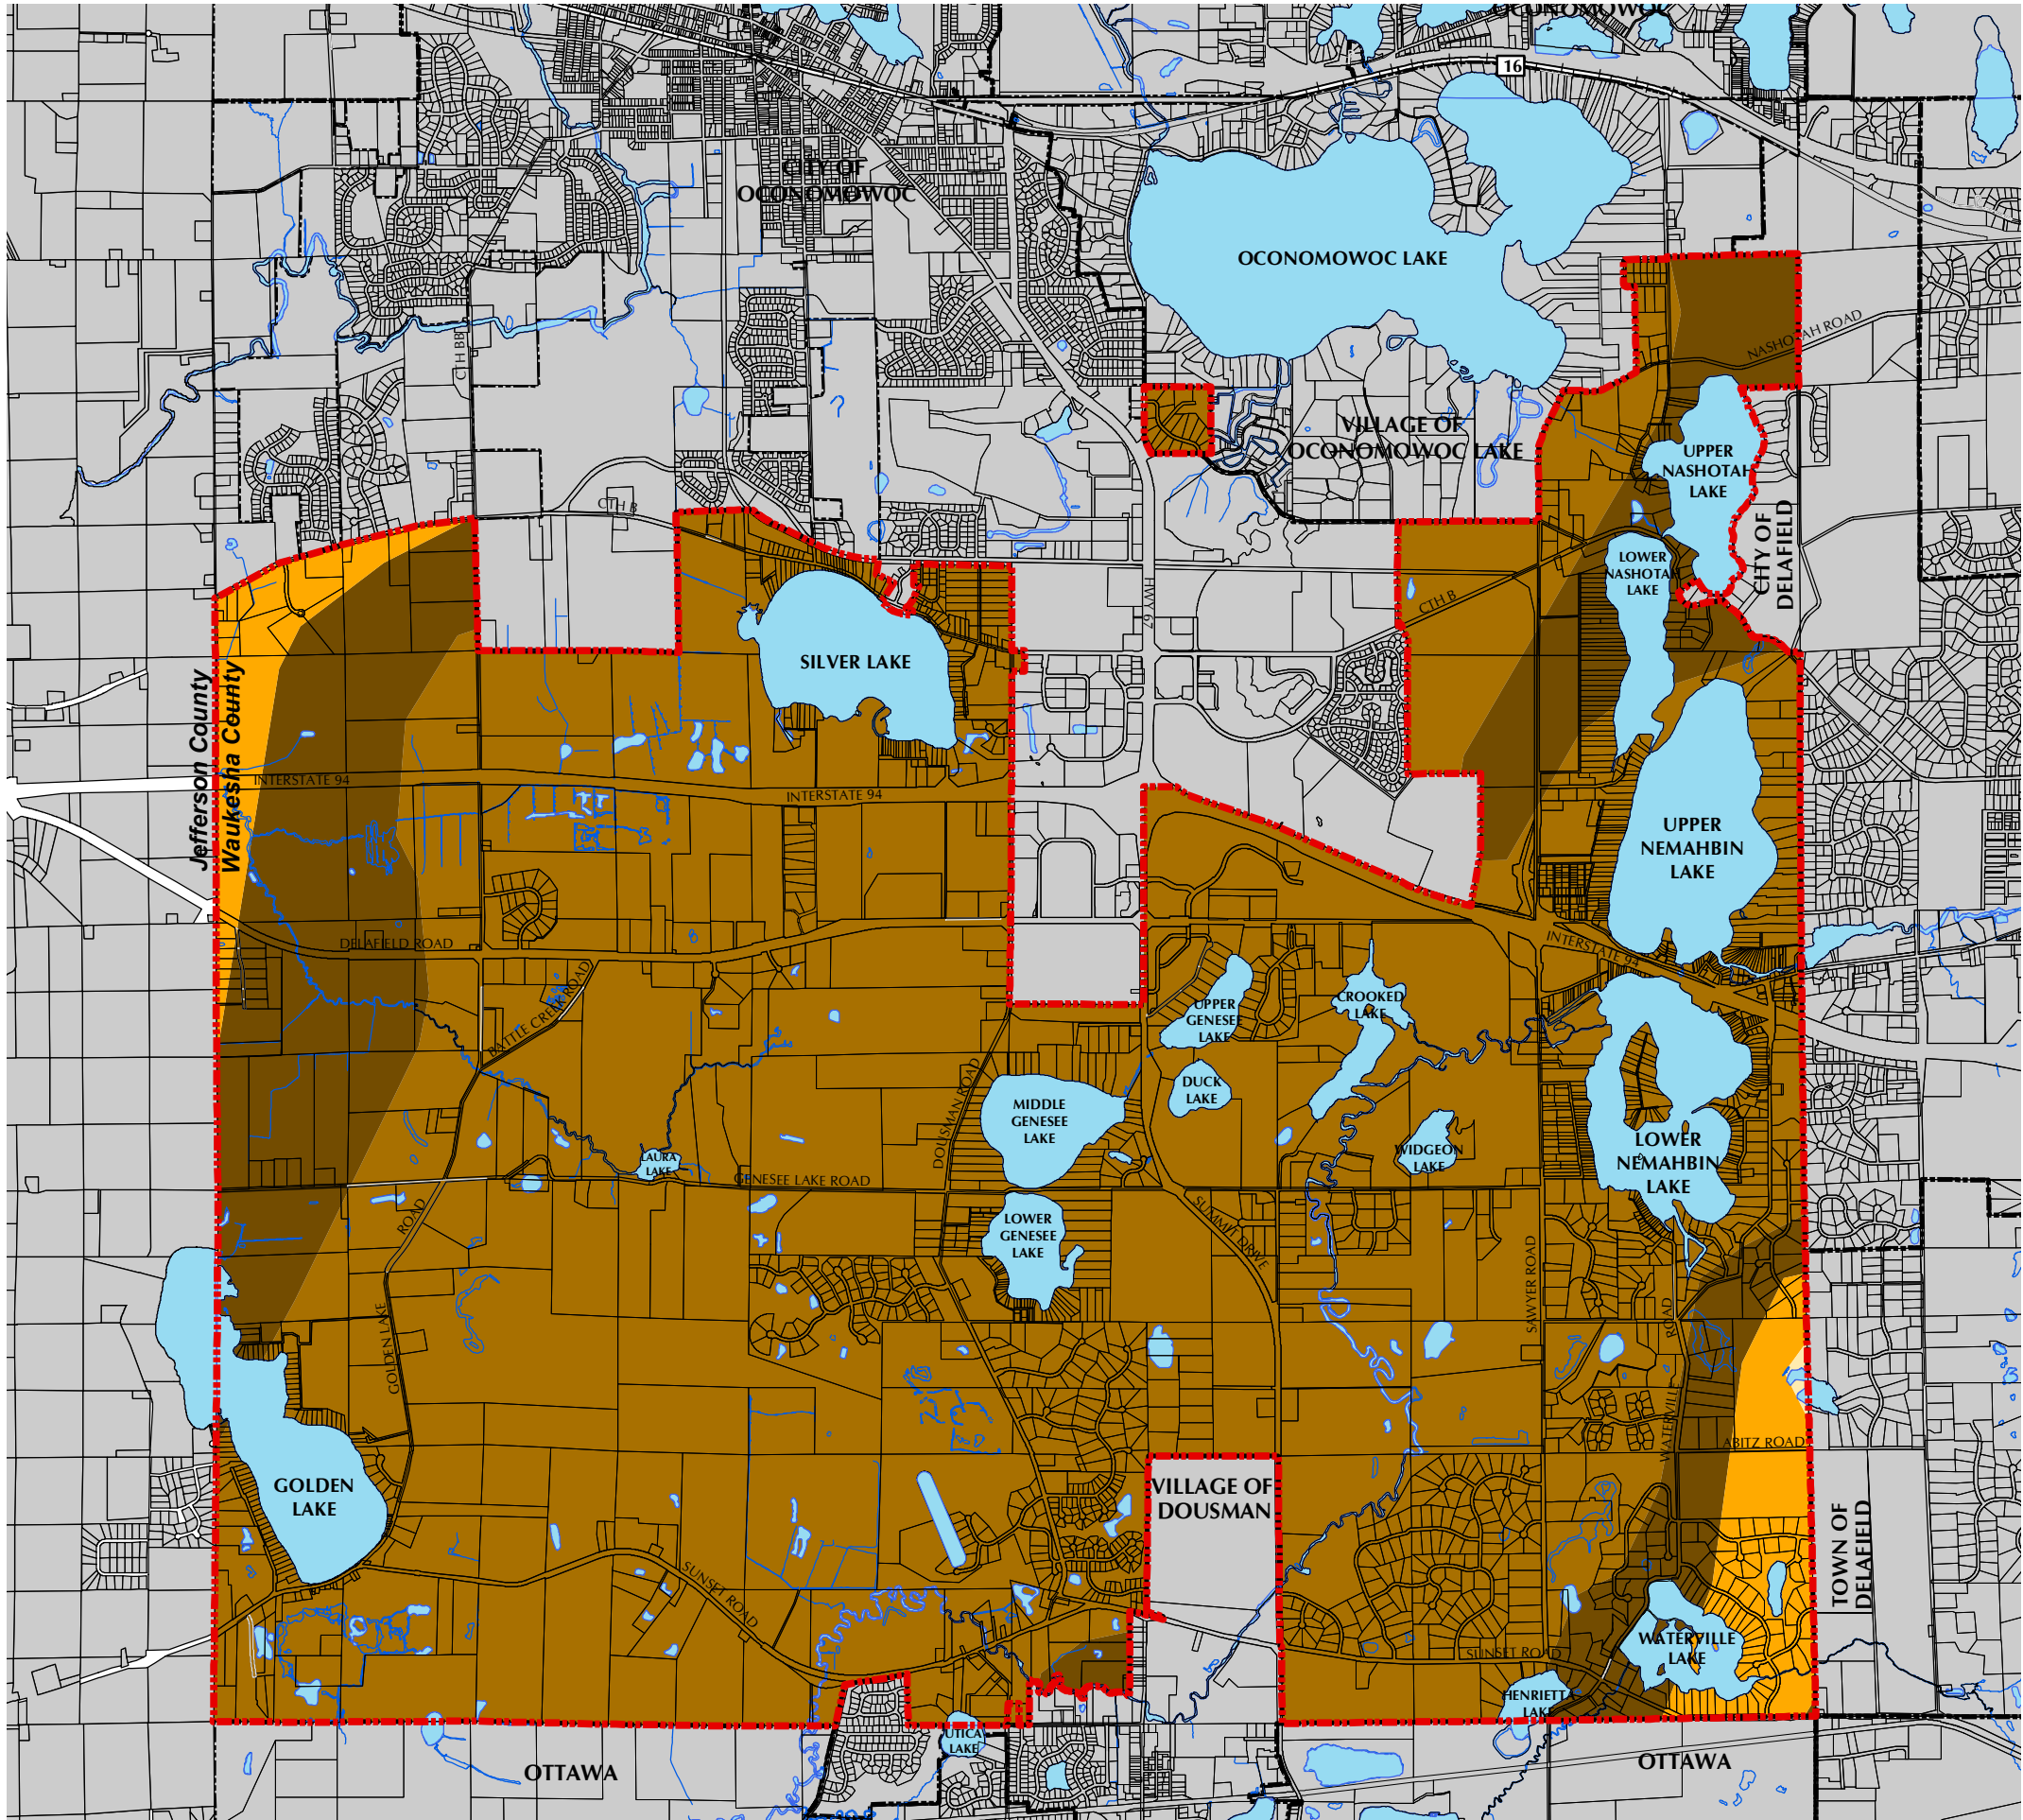 OCONOMOWOC
16
CITY OF
OCONOMOWOC
OCONOMOWOC LAKE
NASHOTAH ROAD
CTH BB
VILLAGE OF
OCONOMOWOC LAKE
UPPER
NASHOTAH
LAKE
CTH B
CITY OF
DELAFIELD
LOWER
NASHOTAH
LAKE
HWY 67
CTH B
SILVER LAKE
Jefferson County
Waukesha County
INTERSTATE 94
INTERSTATE 94
UPPER
NEMAHBIN
LAKE
DELAFIELD ROAD
INTERSTATE 94
BATTLE CREEK ROAD
UPPER
GENESEE
LAKE
CROOKED
LAKE
DOUSMAN ROAD
DUCK
LAKE
MIDDLE
GENESEE
LAKE
LAURA
LAKE
WIDGEON
LAKE
LOWER
NEMAHBIN
LAKE
GENESEE LAKE ROAD
ROAD
SUMMIT DRIVE
LOWER
GENESEE
LAKE
SAWYER ROAD
GOLDEN LAKE
ROAD
WATERVILLE
ABITZ ROAD
GOLDEN
LAKE
VILLAGE OF
DOUSMAN
TOWN OF
DELAFIELD
SUNSET ROAD
WATERVILLE
LAKE
SUNSET ROAD
HENRIETTA
LAKE
UTICA
LAKE
OTTAWA
OTTAWA